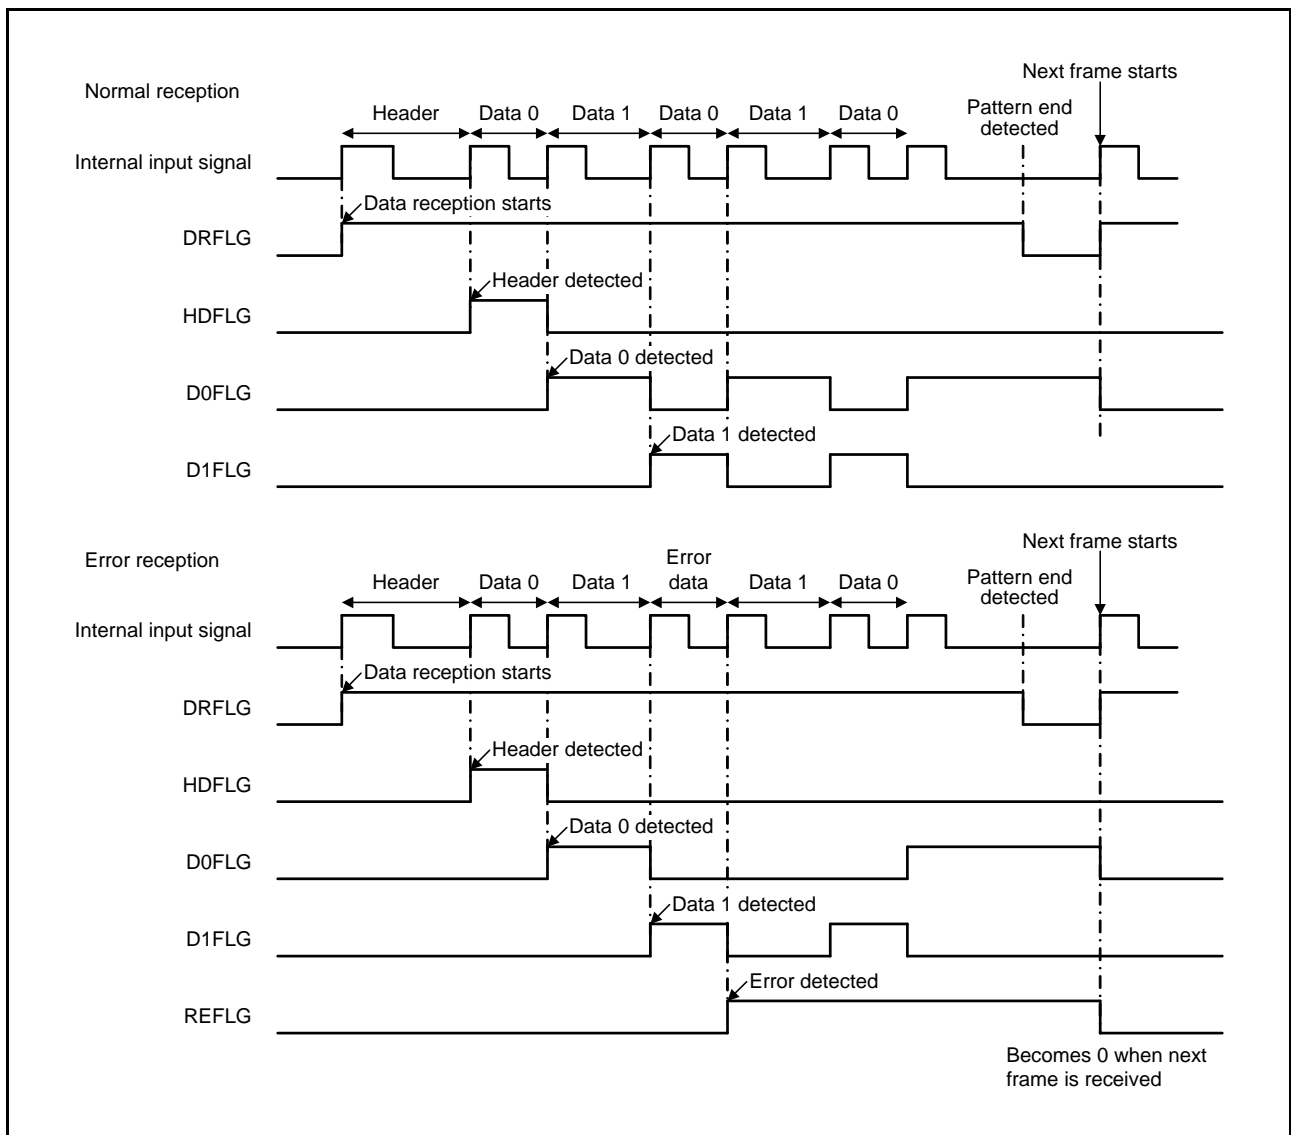 Next frame starts
Normal reception
Pattern end
detected
Header Data 0 Data 1 Data 0 Data 1 Data 0
Internal input signal
Data reception starts
DRFLG
Header detected
HDFLG
Data 0 detected
D0FLG
Data 1 detected
D1FLG
Next frame starts
Error reception
Error
data
Pattern end
detected
Header Data 0 Data 1 Data 1 Data 0
Internal input signal
Data reception starts
DRFLG
Header detected
HDFLG
Data 0 detected
D0FLG
Data 1 detected
D1FLG
Error detected
REFLG
Becomes 0 when next
frame is received